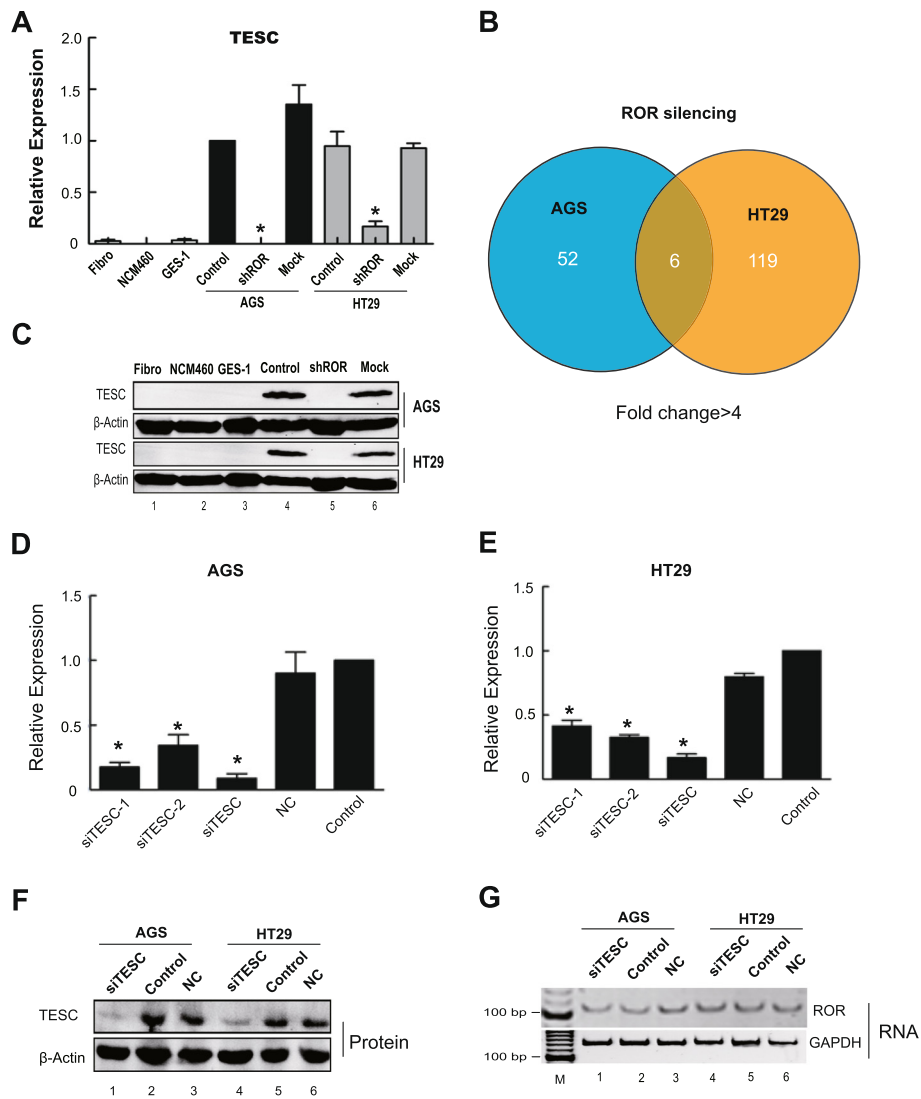 A
TESC
Relative Expression
2.0
1.5
1.0
0.5
0
Fibro
NCM460
GES-1
Control
shROR
Mock
Control
shROR
Mock
*
*
AGS
HT29
B
ROR silencing
AGS
HT29
52
6
119
Fold change>4
C
Fibro NCM460 GES-1 Control shROR Mock
TESC
β-Actin
AGS
TESC
β-Actin
HT29
1 2 3 4 5 6
D
AGS
Relative Expression
1.5
1.0
0.5
0
* * *
siTESC-1
siTESC-2
siTESC
NC
Control
E
HT29
Relative Expression
1.5
1.0
0.5
0
* * *
siTESC-1
siTESC-2
siTESC
NC
Control
F
AGS HT29
siTESC Control NC siTESC Control NC
TESC
β-Actin
Protein
1 2 3 4 5 6
G
AGS HT29
siTESC Control NC siTESC Control NC
100 bp
ROR
GAPDH
100 bp
RNA
M 1 2 3 4 5 6